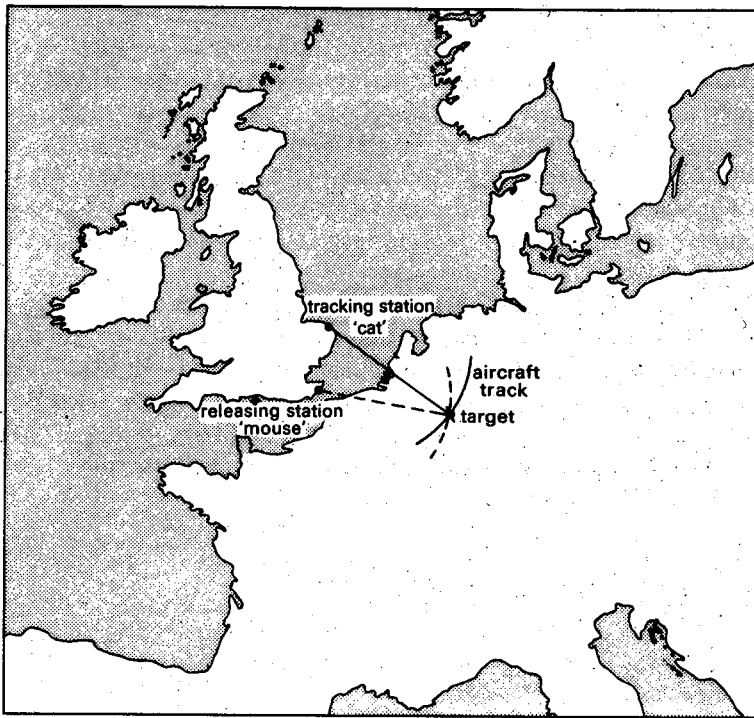 tracking station
'cat'
aircraft
track
releasing station
'mouse'
target